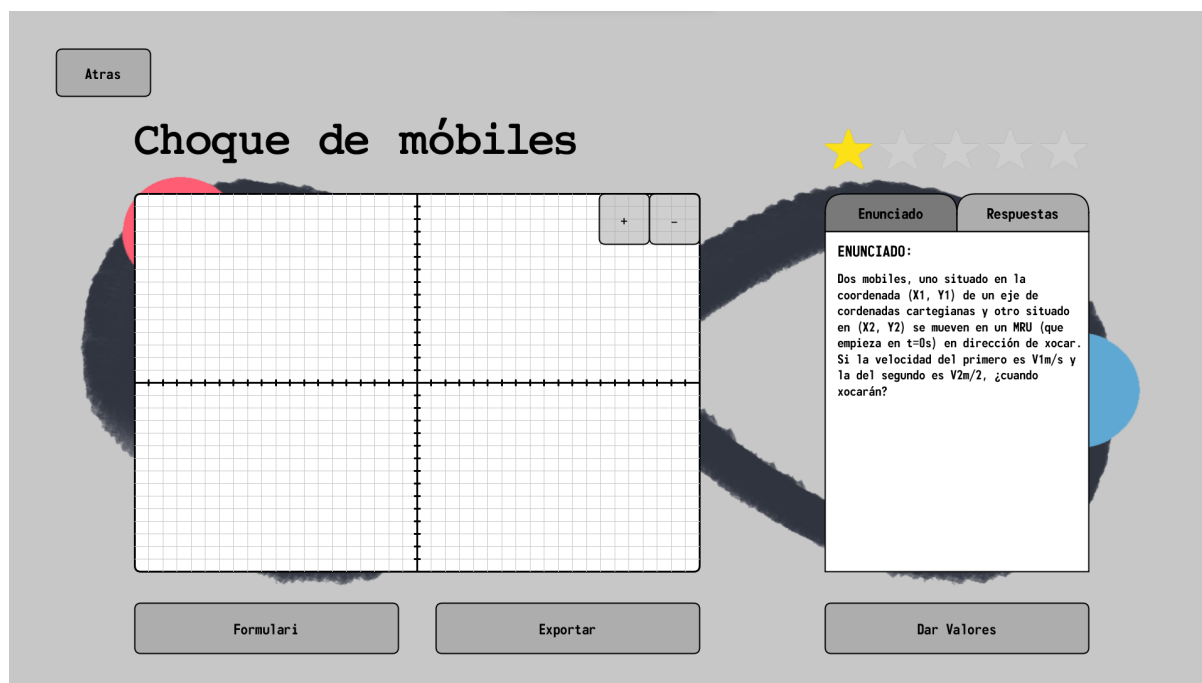 Atras
Choque de móbiles
+ -
Enunciado Respuestas
ENUNCIADO:
Dos mobiles, uno situado en la
coordenada (X1, Y1) de un eje de
cordenadas cartegianas y otro situado
en (X2, Y2) se mueven en un MRU (que
empieza en t=0s) en dirección de xocar.
Si la velocidad del primero es V1m/s y
la del segundo es V2m/2, ¿cuando
xocarán?
Formulari Exportar Dar Valores